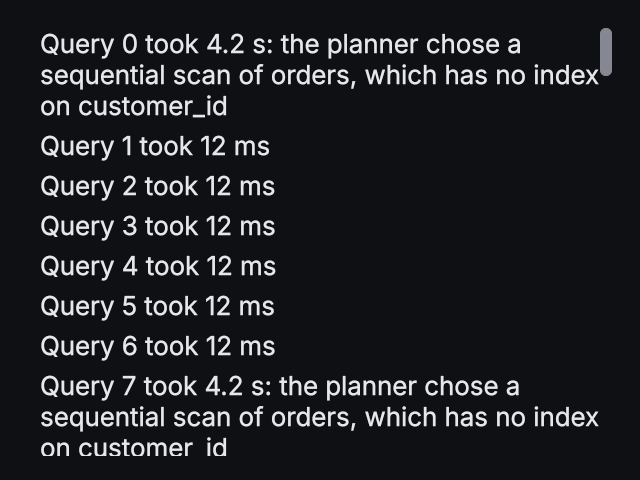 Query 0 took 4.2 s: the planner chose a
sequential scan of orders, which has no index
on customer_id
Query 1 took 12 ms
Query 2 took 12 ms
Query 3 took 12 ms
Query 4 took 12 ms
Query 5 took 12 ms
Query 6 took 12 ms
Query 7 took 4.2 s: the planner chose a
sequential scan of orders, which has no index
on customer_id